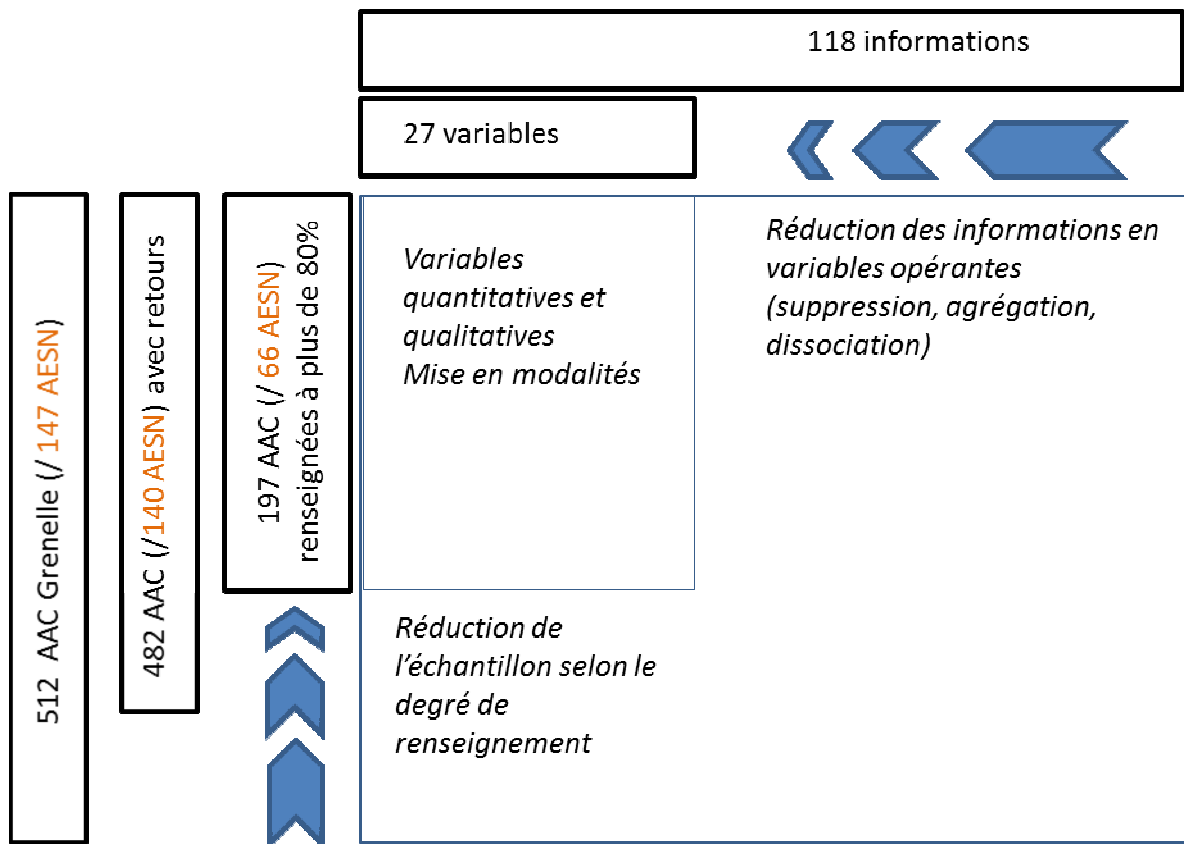 118 informations
27 variables
512 AAC Grenelle (/ 147 AESN)
482 AAC (/140 AESN) avec retours
197 AAC (/ 66 AESN)
renseignées à plus de 80%
Variables
quantitatives et
qualitatives
Mise en modalités
Réduction des informations en
variables opérantes
(suppression, agrégation,
dissociation)
Réduction de
l’échantillon selon le
degré de
renseignement